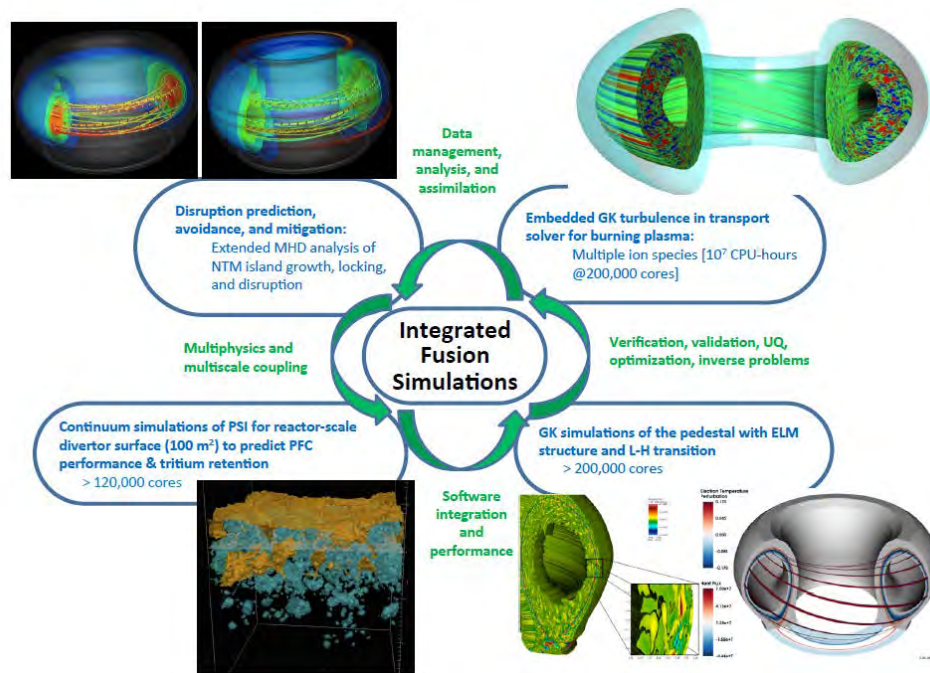 Data
management,
analysis, and
assimilation
Disruption prediction,
avoidance, and mitigation:
Extended MHD analysis of
NTM island growth, locking,
and disruption
Embedded GK turbulence in transport
solver for burning plasma:
Multiple ion species [10⁷ CPU-hours
@200,000 cores]
Multiphysics and
multiscale coupling
Integrated
Fusion
Simulations
Verification, validation, UQ,
optimization, inverse problems
Continuum simulations of PSI for reactor-scale
divertor surface (100 m²) to predict PFC
performance & tritium retention
> 120,000 cores
GK simulations of the pedestal with ELM
structure and L-H transition
> 200,000 cores
Software
integration
and
performance
Electron Temperature
Perturbation